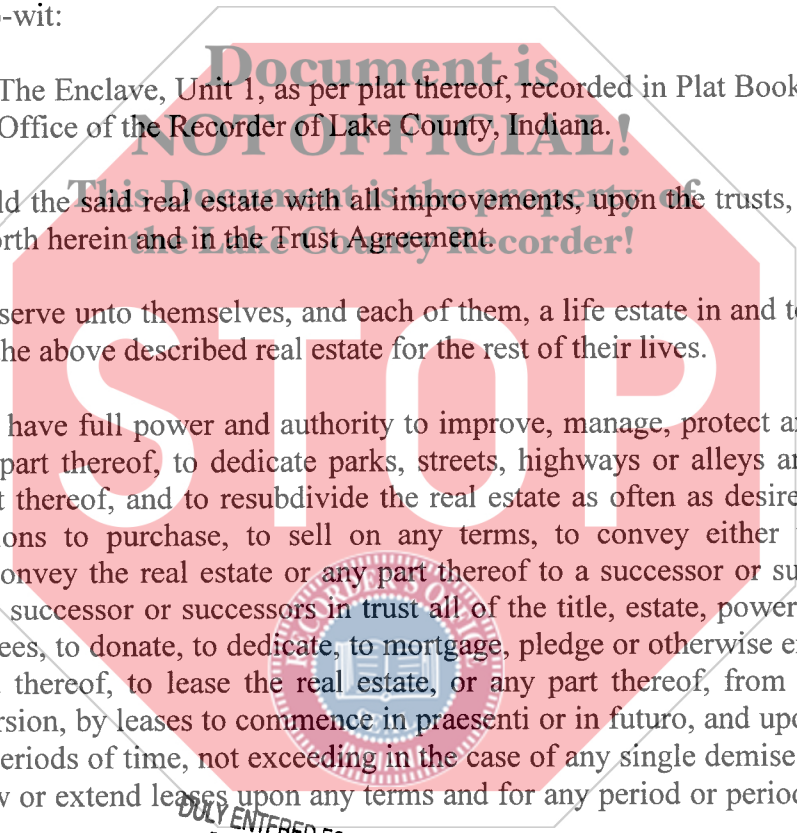 -wit:
Document is
The Enclave, Unit 1, as per plat thereof, recorded in Plat Book
NOT OFFICIAL!
Office of the Recorder of Lake County, Indiana.
This Document is the property of
ld the said real estate with all improvements, upon the trusts,
the Lake County Recorder!
orth herein and in the Trust Agreement.
serve unto themselves, and each of them, a life estate in and t
he above described real estate for the rest of their lives.
STOP
have full power and authority to improve, manage, protect a
part thereof, to dedicate parks, streets, highways or alleys a
t thereof, and to resubdivide the real estate as often as desire
ons to purchase, to sell on any terms, to convey either
onvey the real estate or any part thereof to a successor or su
successor or successors in trust all of the title, estate, power
ees, to donate, to dedicate, to mortgage, pledge or otherwise e
thereof, to lease the real estate, or any part thereof, from
rsion, by leases to commence in praesenti or in futuro, and up
eriods of time, not exceeding in the case of any single demise
w or extend leases upon any terms and for any period or period
RECORDER'S OFFICE
DULY ENTERED FO